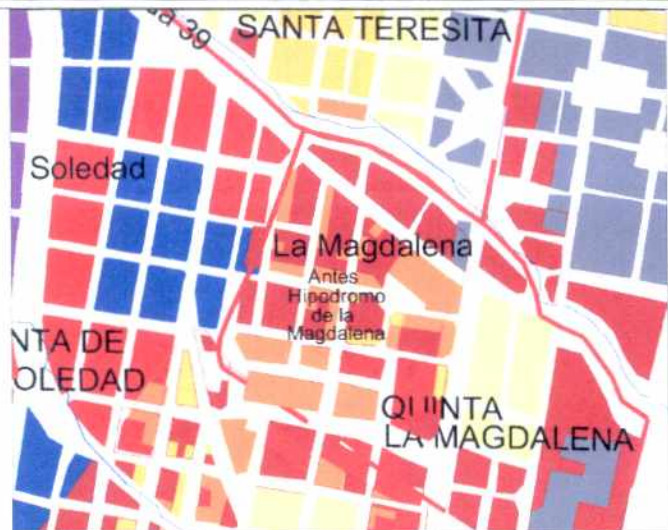 39
SANTA TERESITA
Soledad
La Magdalena
Antes
Hipodromo
de la
Magdalena
NTA DE
OLEDAD
QUINTA
LA MAGDALENA